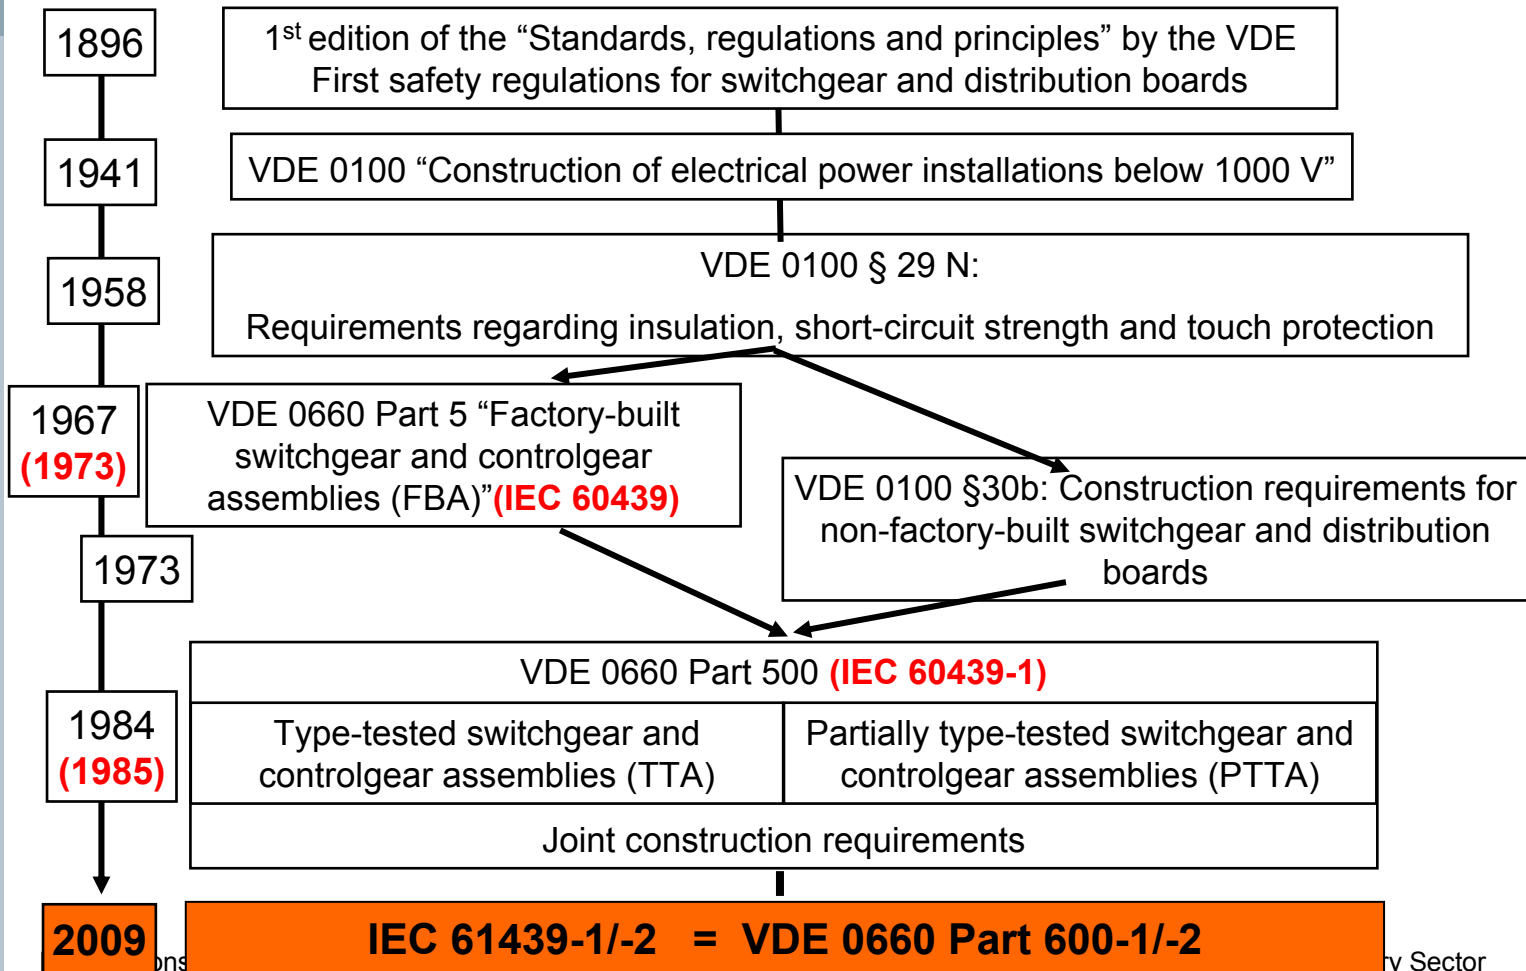 1896
1st edition of the “Standards, regulations and principles” by the VDE
First safety regulations for switchgear and distribution boards
1941
VDE 0100 “Construction of electrical power installations below 1000 V”
1958
VDE 0100 § 29 N:
Requirements regarding insulation, short-circuit strength and touch protection
1967
(1973)
VDE 0660 Part 5 “Factory-built
switchgear and controlgear
assemblies (FBA)”(IEC 60439)
VDE 0100 §30b: Construction requirements for
non-factory-built switchgear and distribution
boards
1973
VDE 0660 Part 500 (IEC 60439-1)
1984
(1985)
Type-tested switchgear and
controlgear assemblies (TTA)
Partially type-tested switchgear and
controlgear assemblies (PTTA)
Joint construction requirements
2009
IEC 61439-1/-2 = VDE 0660 Part 600-1/-2
Sector